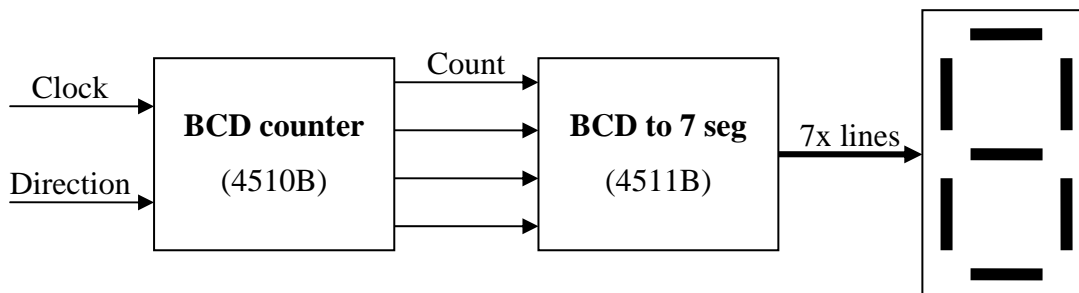 Clock
Direction
BCD counter
(4510B)
Count
BCD to 7 seg
(4511B)
7x lines